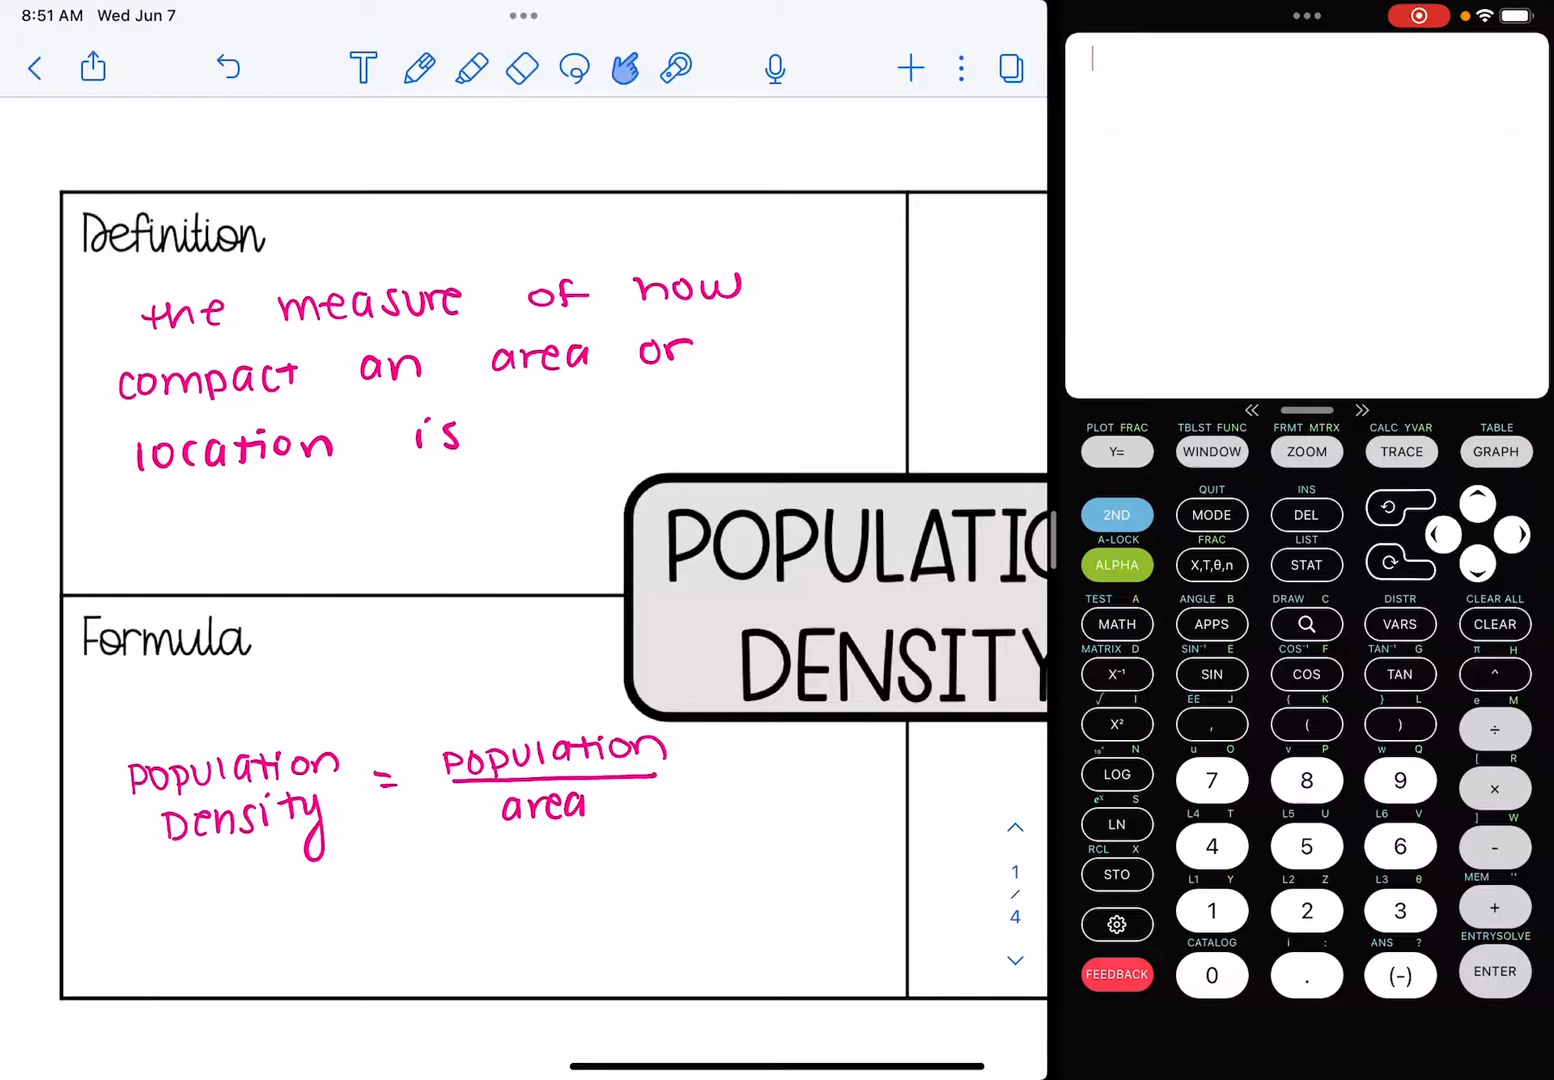 8:51 AM Wed Jun 7
Definition
the measure of how
compact an area or
location is
POPULATIO
DENSITY
Formula
Population
Density = population
area
1
/
4
PLOT FRAC TBLST FUNC FRMT MTRX CALC YVAR TABLE
Y= WINDOW ZOOM TRACE GRAPH
QUIT INS
2ND MODE DEL
A-LOCK FRAC LIST
ALPHA X,T,θ,n STAT
TEST A ANGLE B DRAW C DISTR CLEAR ALL
MATH APPS VARS CLEAR
MATRIX D SIN⁻¹ E COS⁻¹ F TAN⁻¹ G π H
X⁻¹ SIN COS TAN ^
√ I EE J { K } L e M
X² , ( ) ÷
10ˣ N u O v P w Q [ R
LOG 7 8 9 ×
eˣ S L4 T L5 U L6 V ] W
LN 4 5 6 -
RCL X L1 Y L2 Z L3 θ MEM "
STO 1 2 3 +
CATALOG i : ANS ? ENTRYSOLVE
FEEDBACK 0 . (-) ENTER